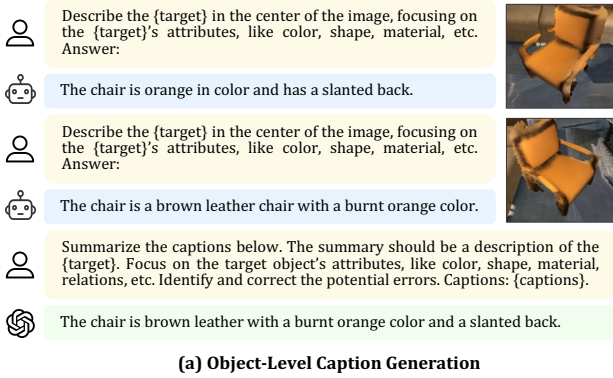 Describe the {target} in the center of the image, focusing on
the {target}'s attributes, like color, shape, material, etc.
Answer:
The chair is orange in color and has a slanted back.
Describe the {target} in the center of the image, focusing on
the {target}'s attributes, like color, shape, material, etc.
Answer:
The chair is a brown leather chair with a burnt orange color.
Summarize the captions below. The summary should be a description of the
{target}. Focus on the target object's attributes, like color, shape, material,
relations, etc. Identify and correct the potential errors. Captions: {captions}.
The chair is brown leather with a burnt orange color and a slanted back.
(a) Object-Level Caption Generation